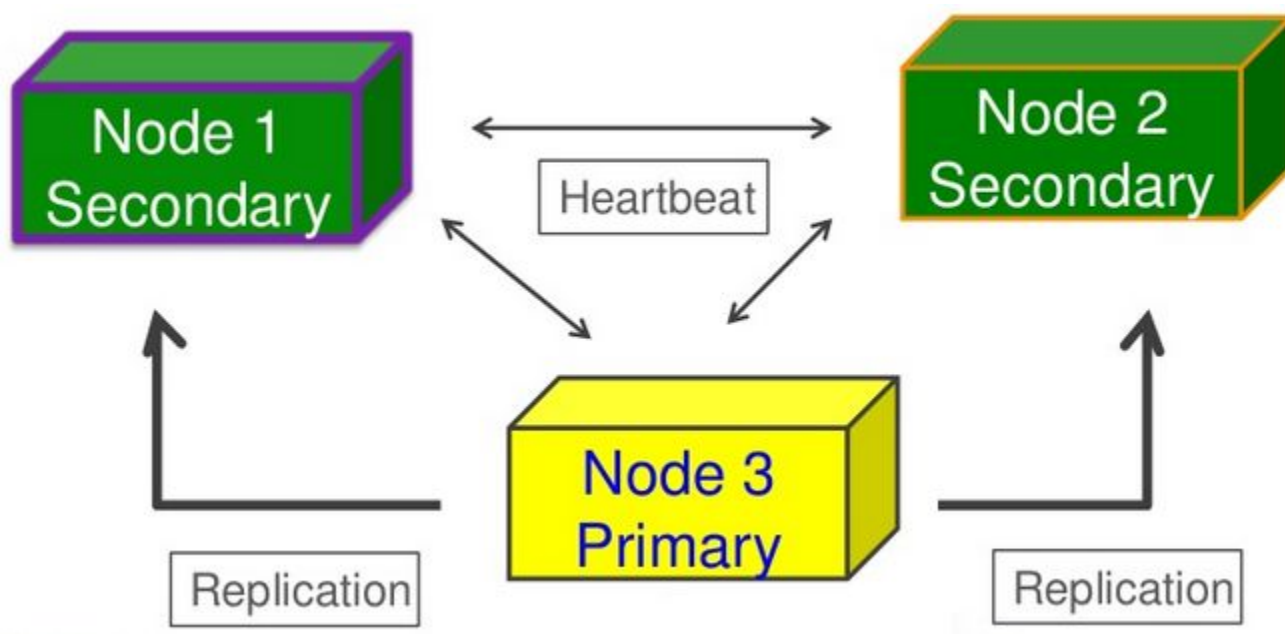 Node 1
Secondary
Node 2
Secondary
Heartbeat
Node 3
Primary
Replication
Replication